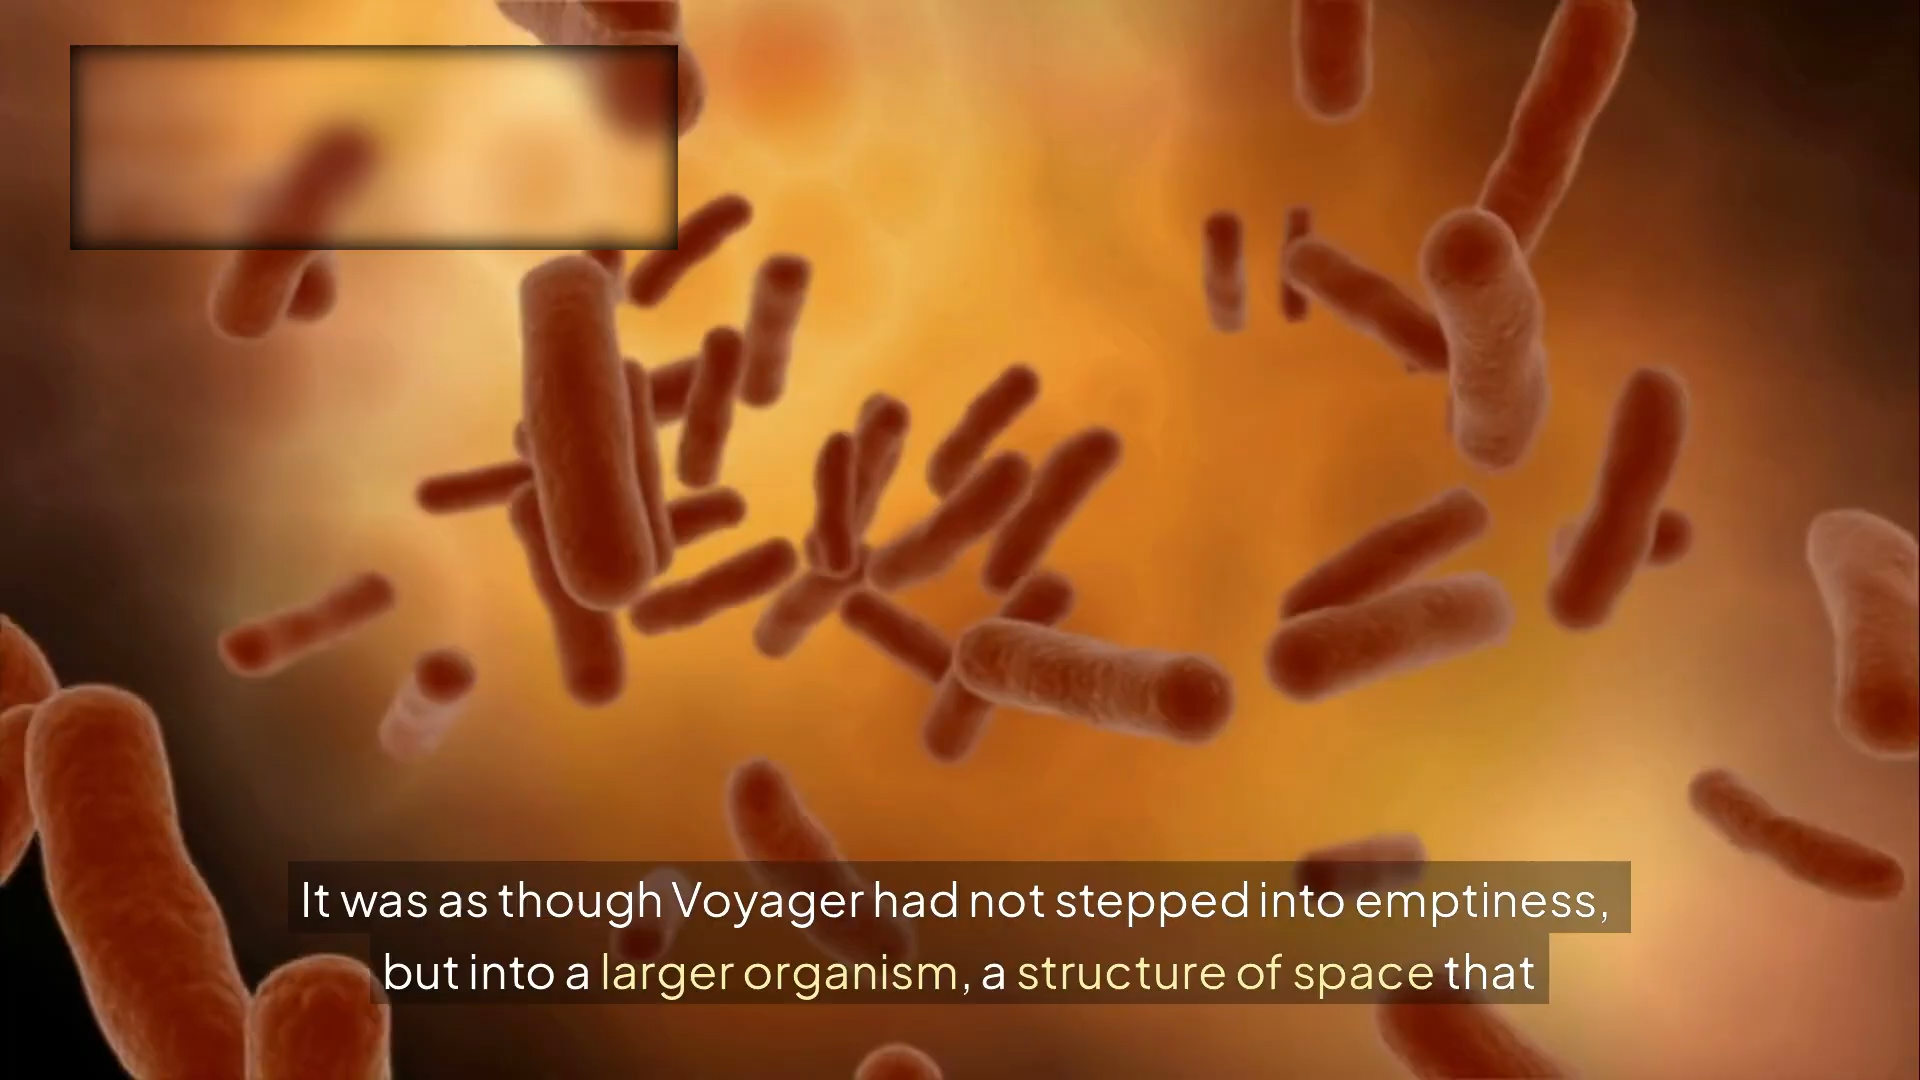 It was as though Voyager had not stepped into emptiness,
but into a larger organism, a structure of space that